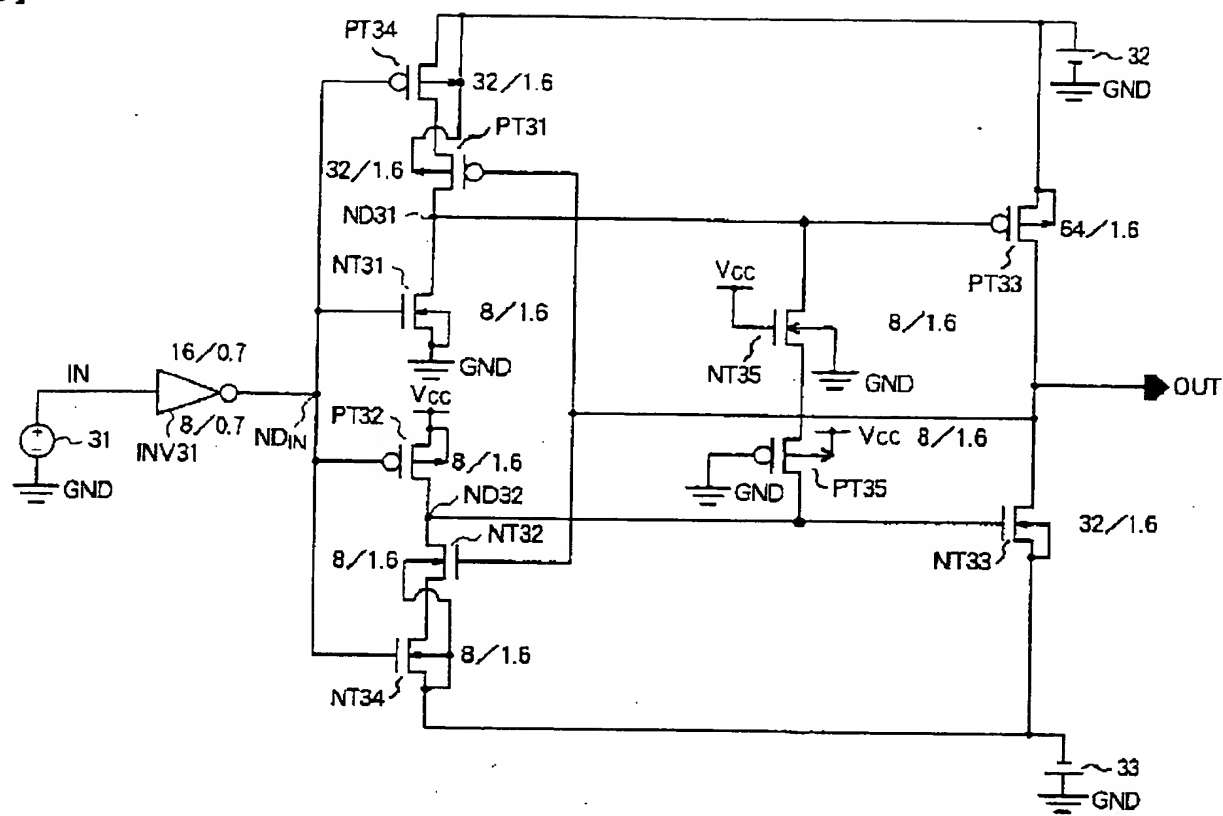 PT34
32/1.6
32
GND
PT31
32/1.6
ND31
64/1.6
PT33
NT31
VCC
8/1.6
8/1.6
NT35
GND
GND
16/0.7
IN
OUT
VCC
PT32
8/0.7
NDIN
INV31
31
VCC
8/1.6
8/1.6
GND
GND
PT35
ND32
NT32
8/1.6
32/1.6
NT33
8/1.6
NT34
33
GND